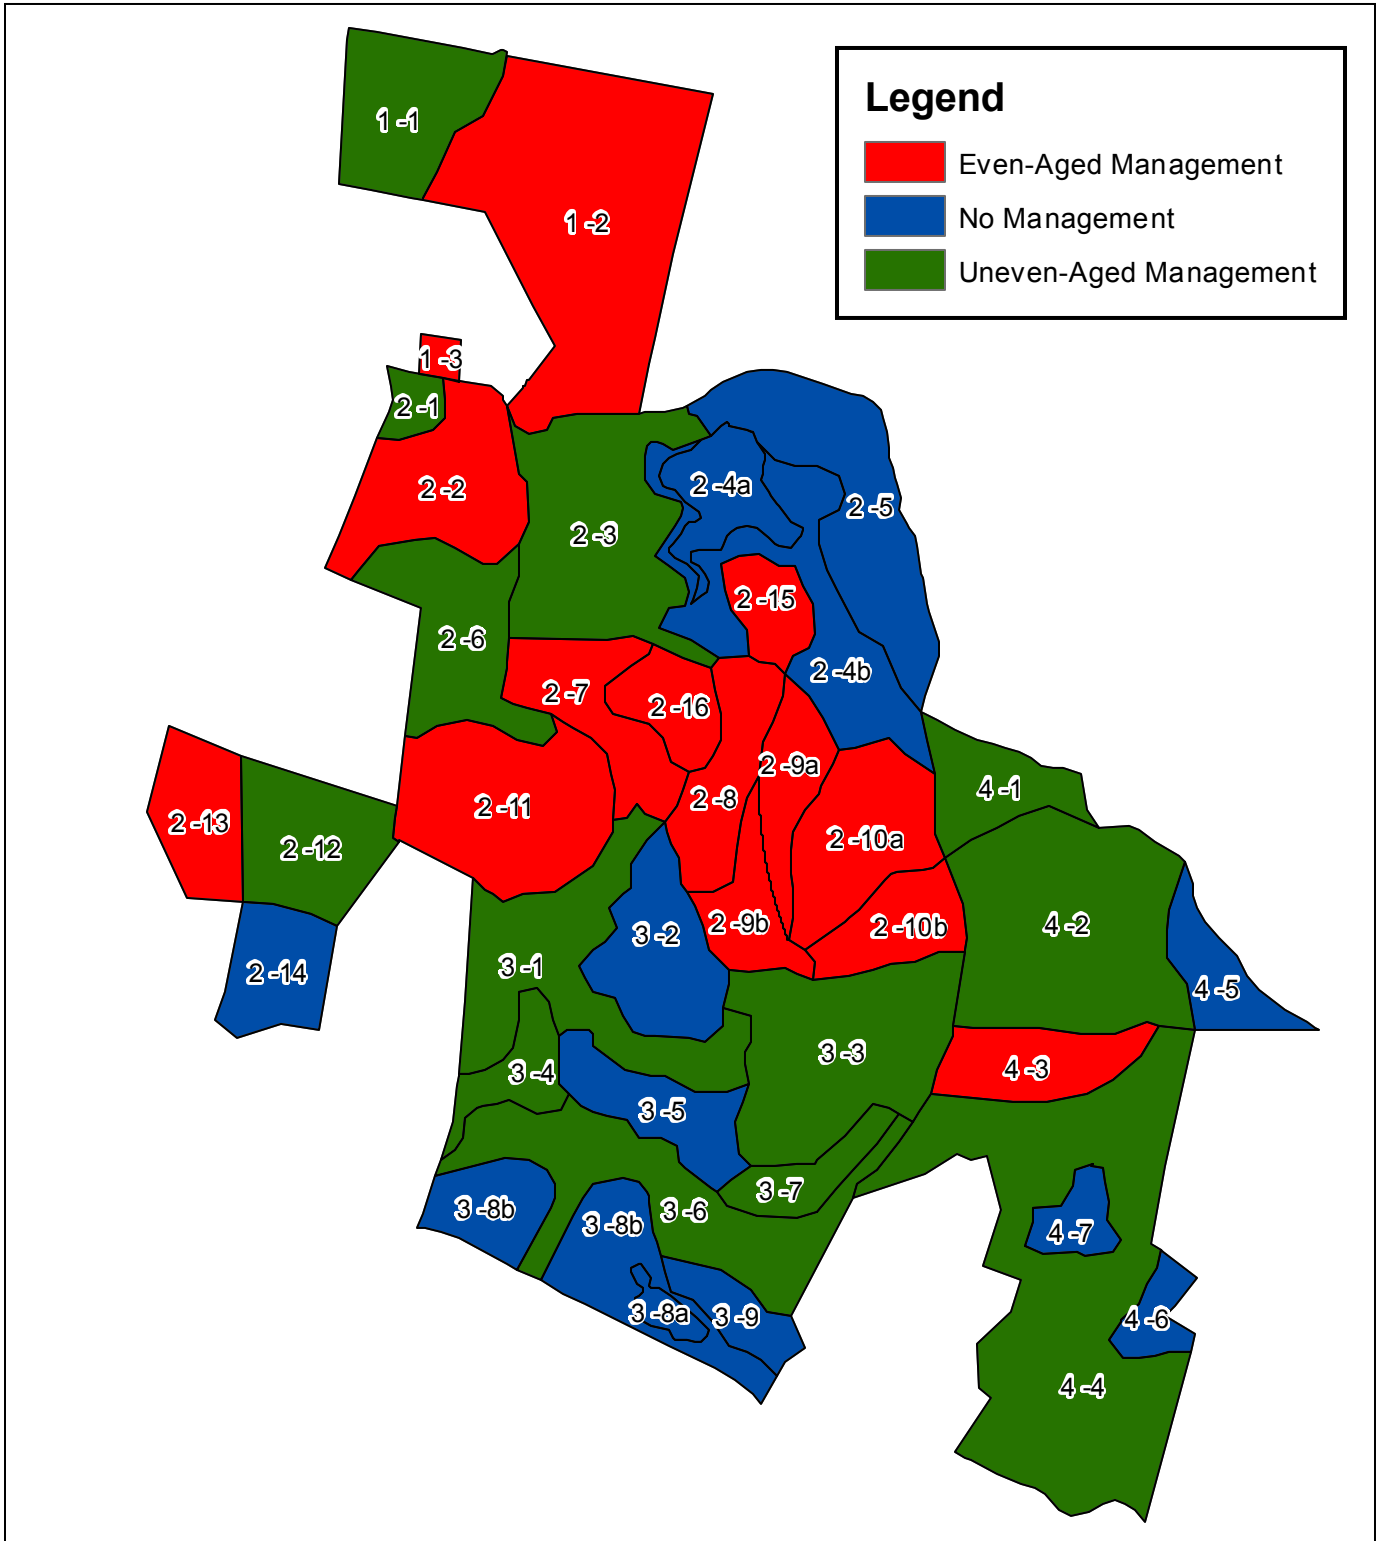 Legend
Even-Aged Management
No Management
Uneven-Aged Management
1 -1
1 -2
1 -3
2 -1
2 -2
2 -4a
2 -5
2 -3
2 -15
2 -6
2 -4b
2 -7
2 -16
2 -9a
4 -1
2 -8
2 -11
2 -13
2 -12
2 -10a
2 -9b
2 -10b
4 -2
3 -2
3 -1
2 -14
4 -5
3 -3
4 -3
3 -4
3 -5
3 -7
3 -8b
3 -6
3 -8b
4 -7
3 -8a
3 -9
4 -6
4 -4